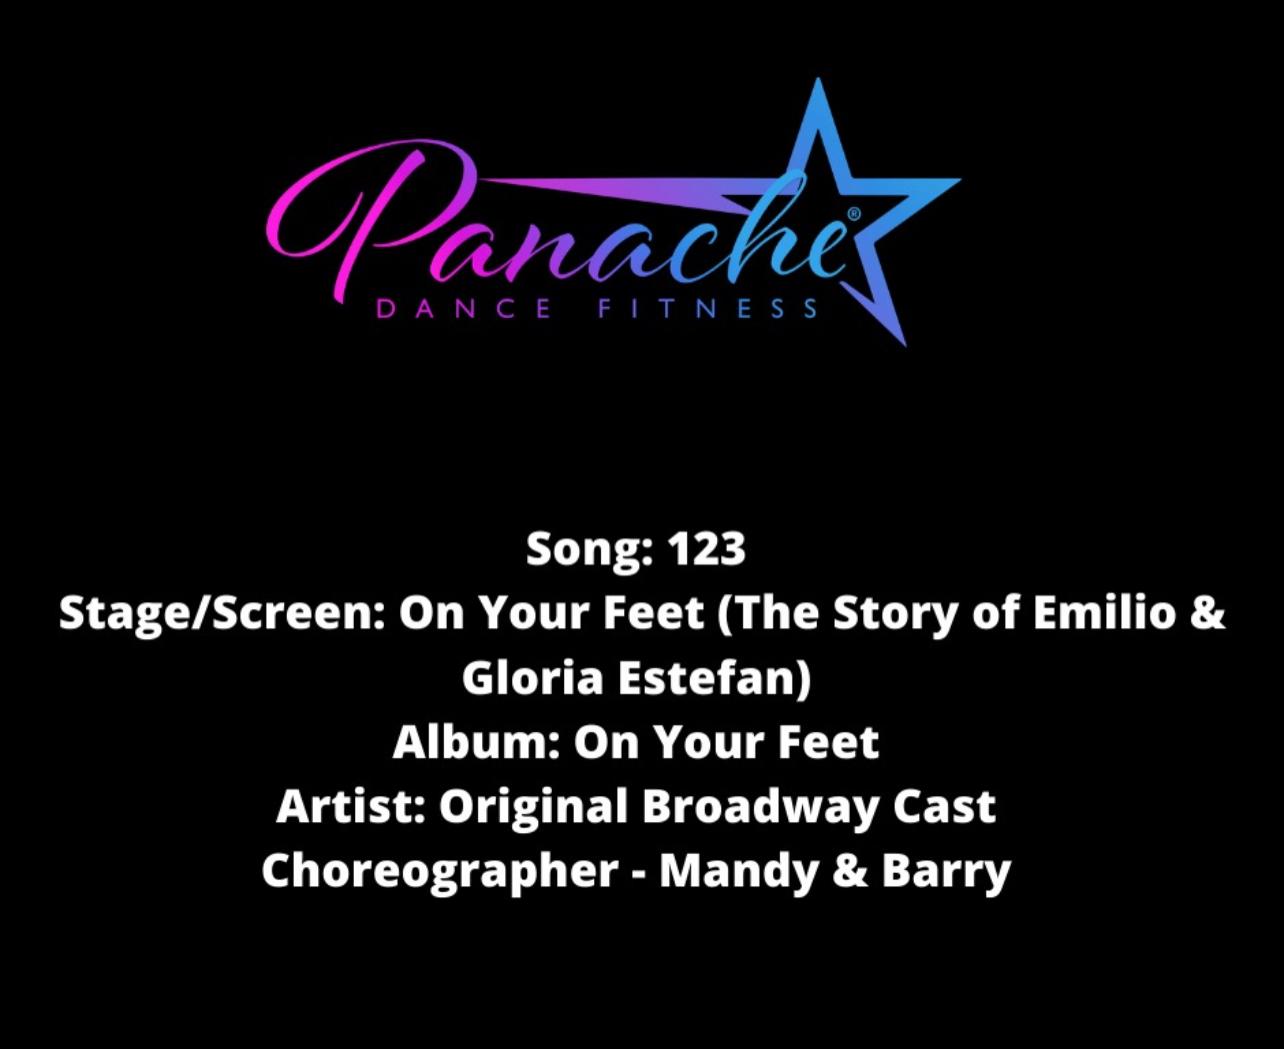 Panache®
DANCE FITNESS
Song: 123
Stage/Screen: On Your Feet (The Story of Emilio &
Gloria Estefan)
Album: On Your Feet
Artist: Original Broadway Cast
Choreographer - Mandy & Barry